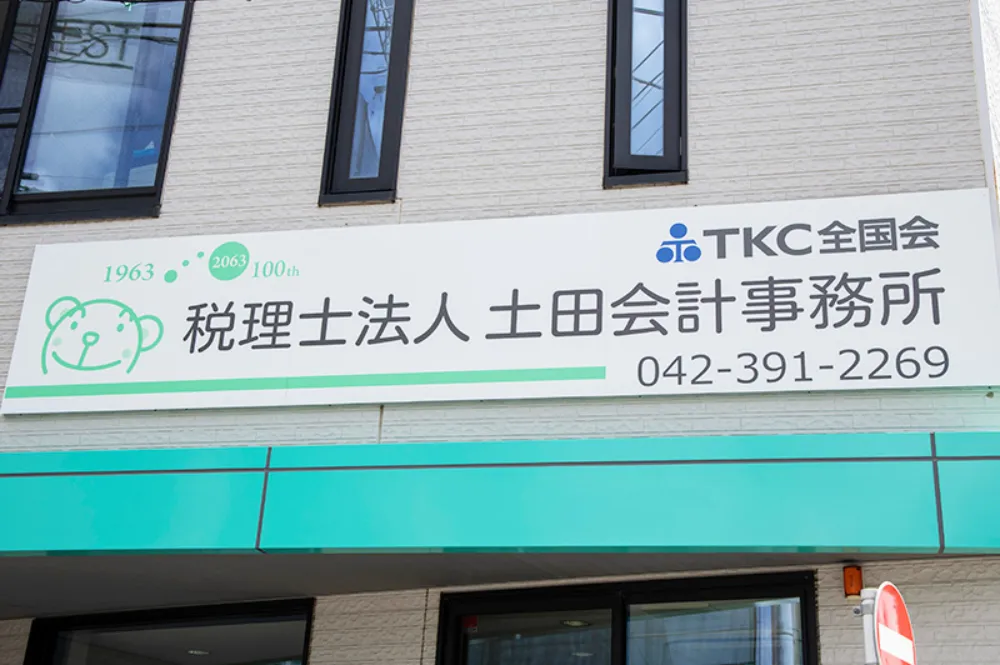 1963 2063 100th
TKC全国会
税理士法人 土田会計事務所
042-391-2269